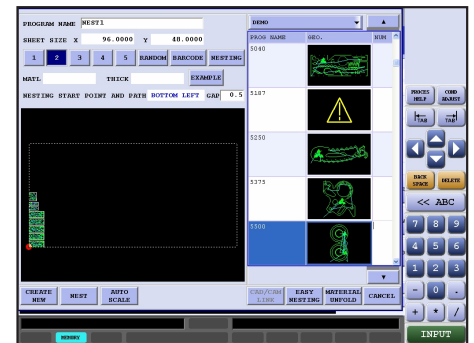 PROGRAM NAME NEST1
SHEET SIZE X 96.0000 Y 48.0000
1 2 3 4 5 RANDOM BARCODE NESTING
MATL THICK EXAMPLE
NESTING START POINT AND PATH BOTTOM LEFT GAP 0.5
CREATE NEW NEST AUTO SCALE
DEMO
PROG NAME GEO. NUM
5040
5187
5250
5375
5500
CAD/CAM LINK EASY NESTING MATERIAL UNFOLD CANCEL
MEMORY
PROCES HELP COND ADJUST
TAB TAB
BACK SPACE DELETE
<< ABC
7 8 9
4 5 6
1 2 3
- 0 .
+ * /
INPUT